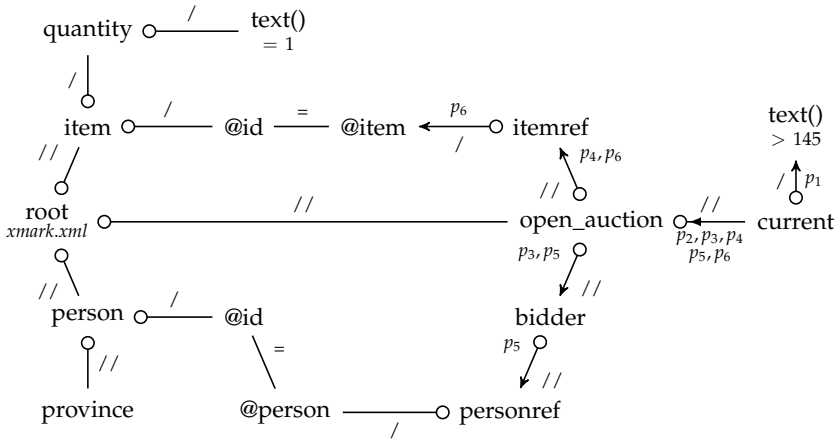 quantity / text()
= 1
/
item / @id = @item p6 / itemref
text()
> 145
p4, p6
/ p1
//
//
root
xmark.xml
//
open_auction
//
p2, p3, p4
p5, p6
current
p3, p5
//
//
person / @id
bidder
=
p5
//
//
province
@person / personref